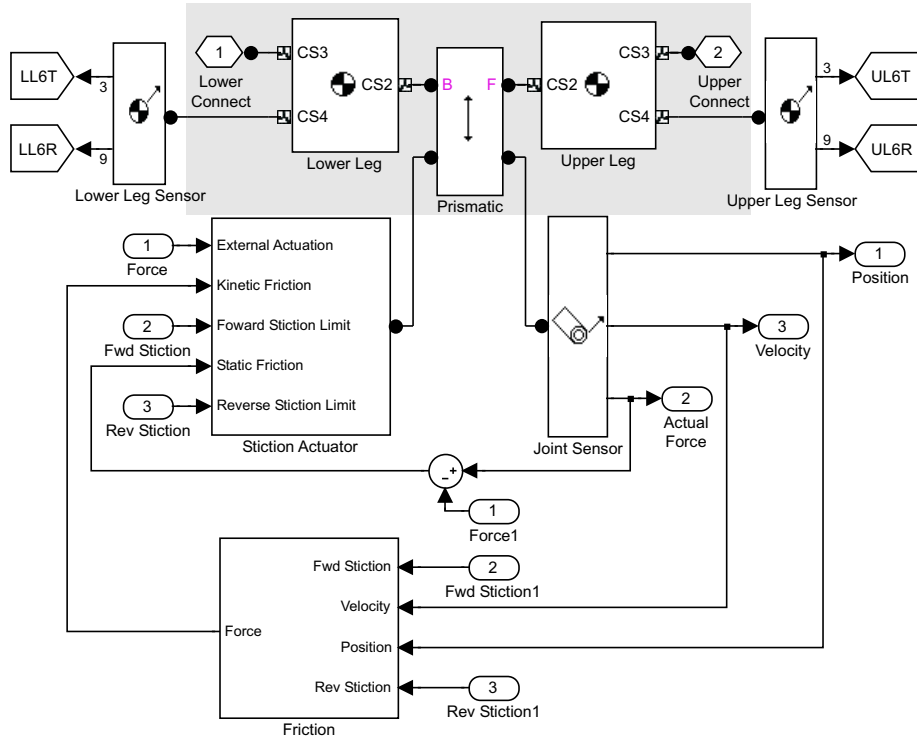 1
Lower
Connect
CS3
CS2
CS4
Lower Leg
B
F
Prismatic
CS3
CS2
CS4
Upper Leg
2
Upper
Connect
LL6T
3
LL6R
9
Lower Leg Sensor
3
UL6T
9
UL6R
Upper Leg Sensor
1
Force
2
Fwd Stiction
3
Rev Stiction
External Actuation
Kinetic Friction
Foward Stiction Limit
Static Friction
Reverse Stiction Limit
Stiction Actuator
Joint Sensor
1
Position
3
Velocity
2
Actual
Force
+
−
1
Force1
Force
Fwd Stiction
Velocity
Position
Rev Stiction
Friction
2
Fwd Stiction1
3
Rev Stiction1